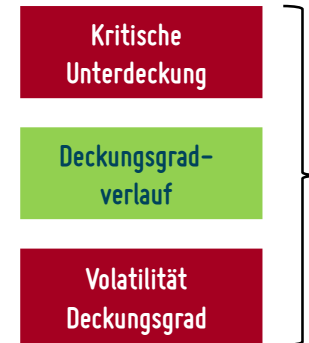 Kritische
Unterdeckung
Deckungsgrad-
verlauf
Volatilität
Deckungsgrad